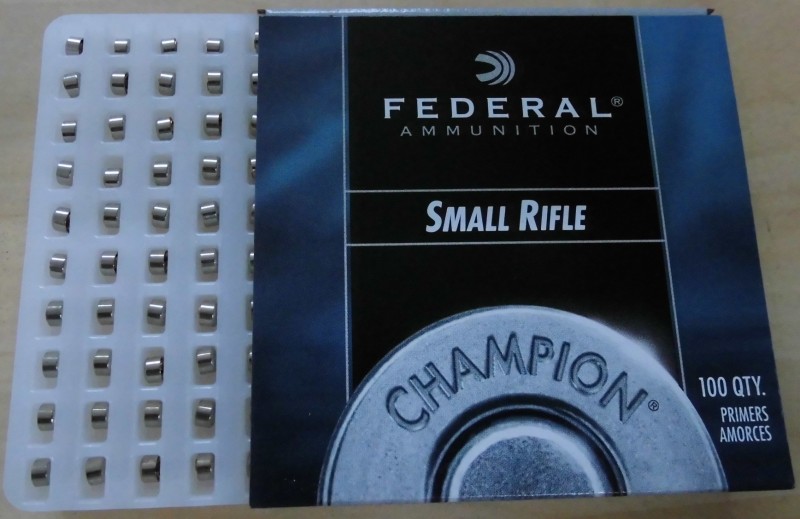 FEDERAL®
AMMUNITION
SMALL RIFLE
CHAMPION®
100 QTY.
PRIMERS
AMORCES